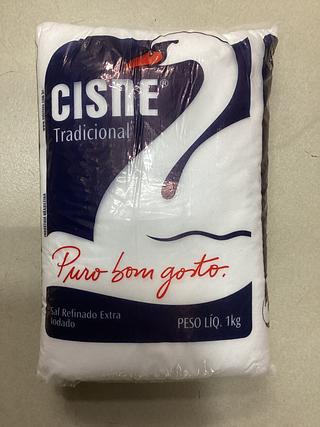 CISNE®
Tradicional
Puro bom gosto.
Sal Refinado Extra
Iodado
PESO LÍQ. 1kg